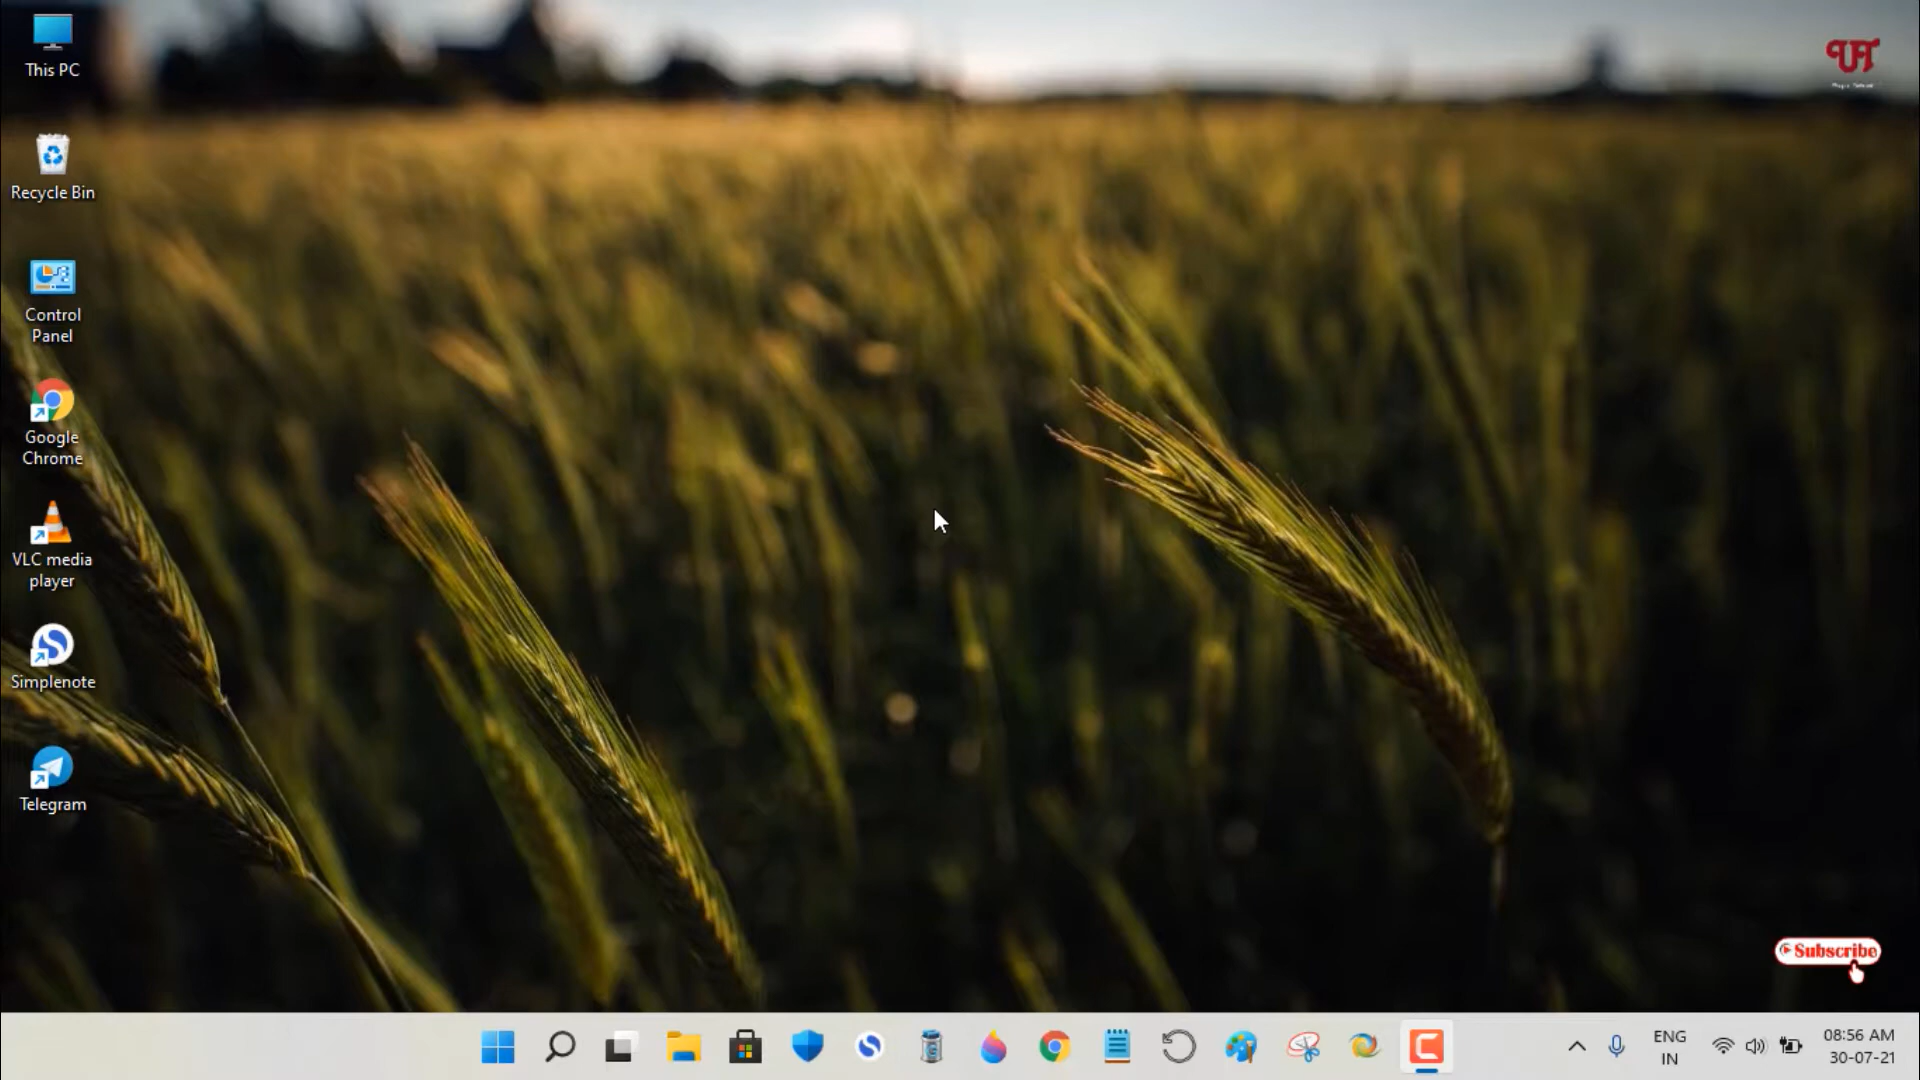 This PC
UT
Recycle Bin
Control
Panel
Google
Chrome
VLC media
player
Simplenote
Telegram
Subscribe
ENG
IN
08:56 AM
30-07-21